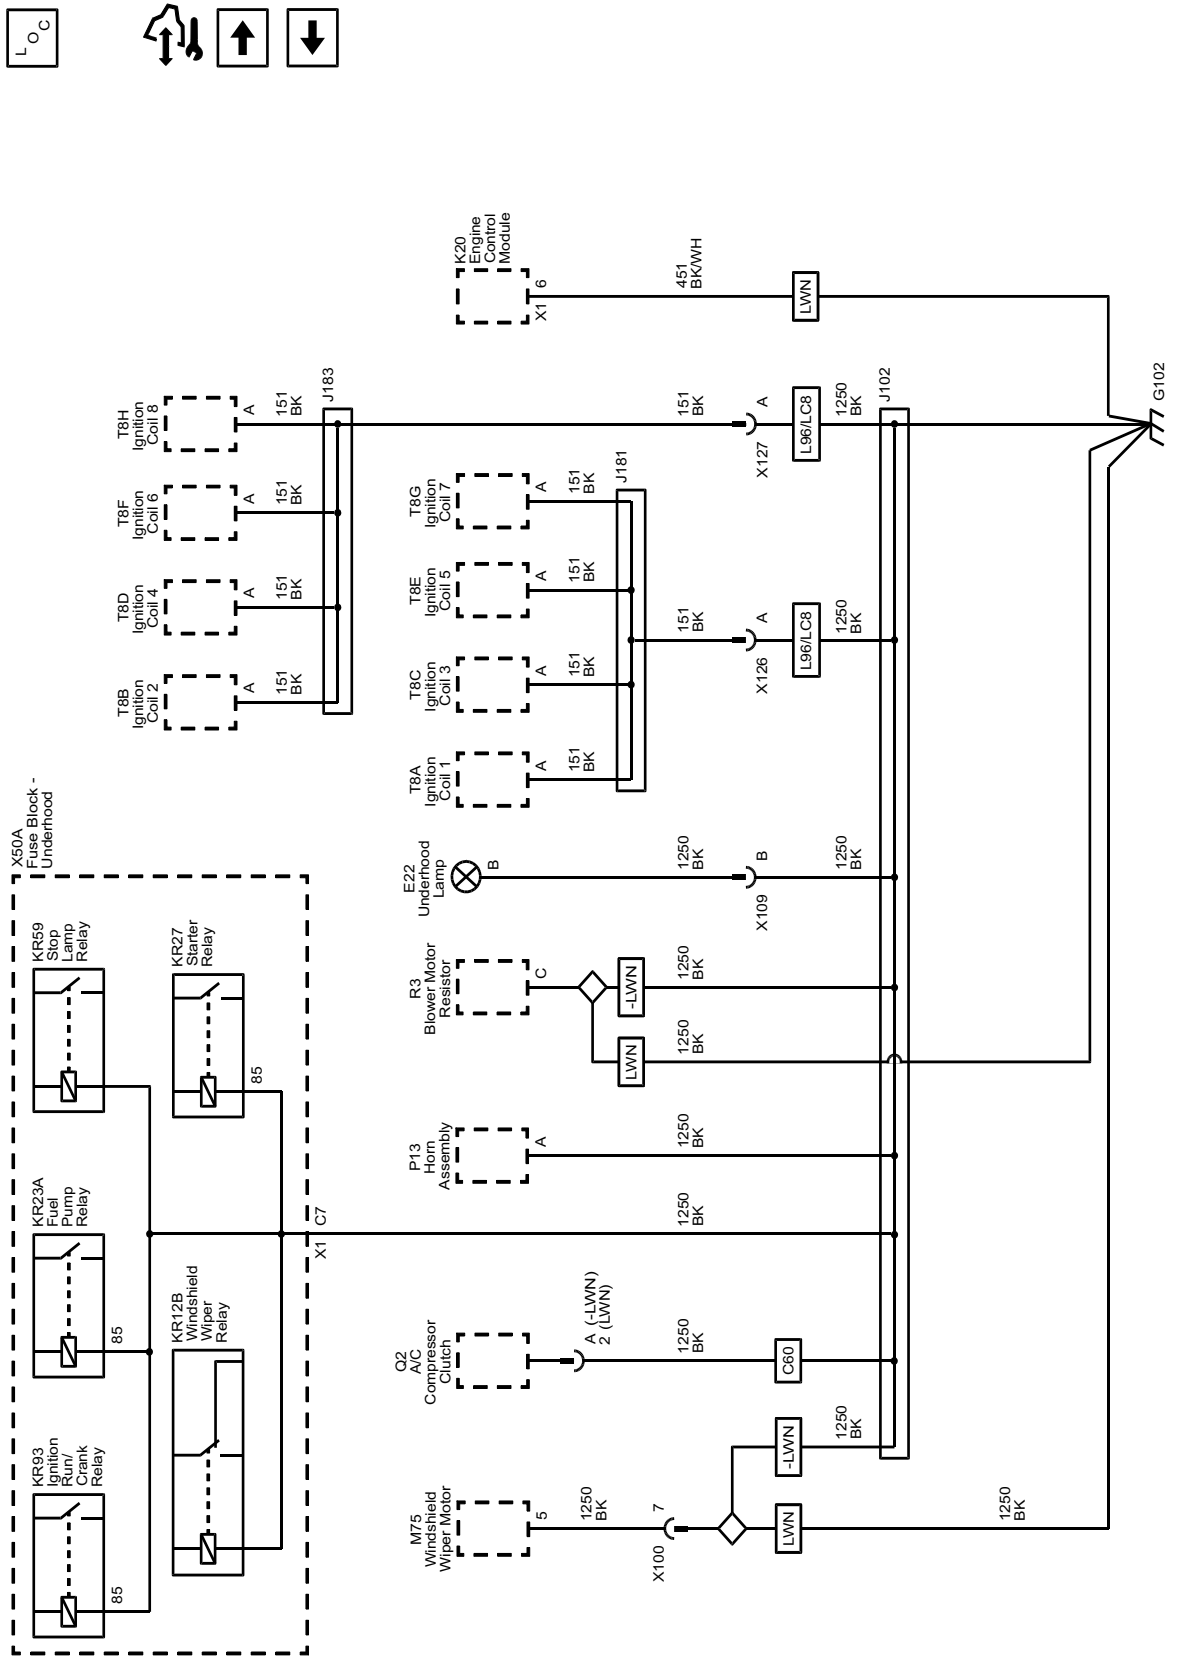 LOC
X50A
Fuse Block -
Underhood
KR93
Ignition
Run/
Crank
Relay
85
KR23A
Fuel
Pump
Relay
85
KR59
Stop
Lamp
Relay
KR12B
Windshield
Wiper
Relay
KR27
Starter
Relay
85
X1 C7
T8B
Ignition
Coil 2
A
151
BK
T8D
Ignition
Coil 4
A
151
BK
T8F
Ignition
Coil 6
A
151
BK
T8H
Ignition
Coil 8
A
151
BK
J183
M75
Windshield
Wiper Motor
5
1250
BK
X100 7
LWN
-LWN
1250
BK
1250
BK
Q2
A/C
Compressor
Clutch
A (-LWN)
2 (LWN)
1250
BK
C60
1250
BK
P13
Horn
Assembly
A
1250
BK
R3
Blower Motor
Resistor
C
LWN
-LWN
1250
BK
1250
BK
E22
Underhood
Lamp
B
1250
BK
X109 B
1250
BK
T8A
Ignition
Coil 1
A
151
BK
T8C
Ignition
Coil 3
A
151
BK
T8E
Ignition
Coil 5
A
151
BK
T8G
Ignition
Coil 7
A
151
BK
J181
151
BK
X126 A
L96/LC8
1250
BK
151
BK
X127 A
L96/LC8
1250
BK
J102
K20
Engine
Control
Module
X1 6
451
BK/WH
LWN
G102